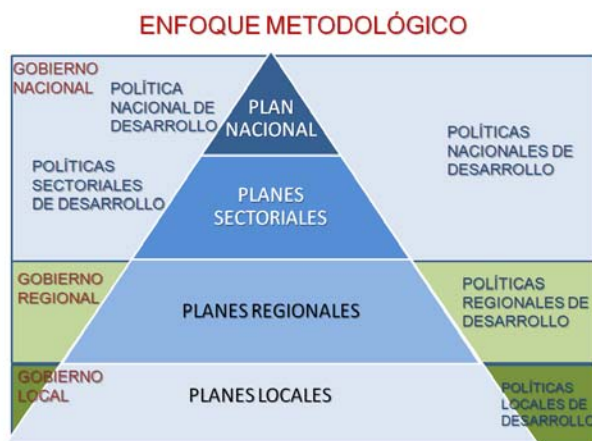 ENFOQUE METODOLÓGICO
GOBIERNO
NACIONAL
POLÍTICA
NACIONAL DE
DESARROLLO
PLAN
NACIONAL
POLÍTICAS
NACIONALES DE
DESARROLLO
POLÍTICAS
SECTORIALES
DE DESARROLLO
PLANES
SECTORIALES
GOBIERNO
REGIONAL
PLANES REGIONALES
POLÍTICAS
REGIONALES DE
DESARROLLO
GOBIERNO
LOCAL
PLANES LOCALES
POLÍTICAS
LOCALES DE
DESARROLLO